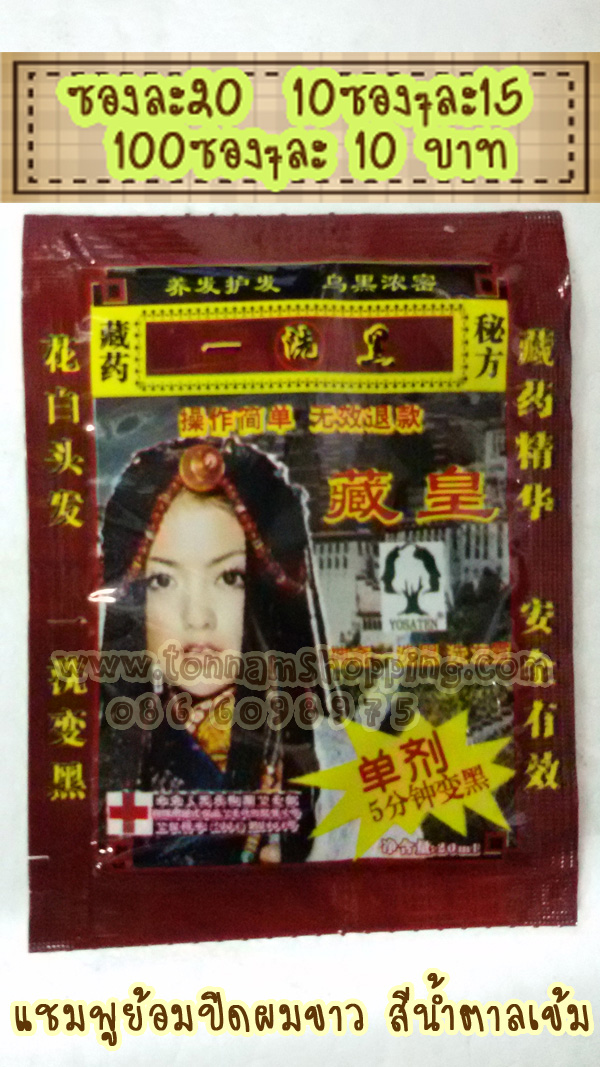 ซองละ20 10ซองๆละ15
100ซองๆละ 10 บาท
养发护发 乌黑浓密
藏药
一洗黑
秘方
花白头发 一洗变黑
藏药精华 安全有效
操作简单 无效退款
藏皇
YOSATEN
www.tonnamshopping.com
086 6098975
单剂
5分钟变黑
净含量:20ml
แชมพูย้อมปิดผมขาว สีน้ำตาลเข้ม